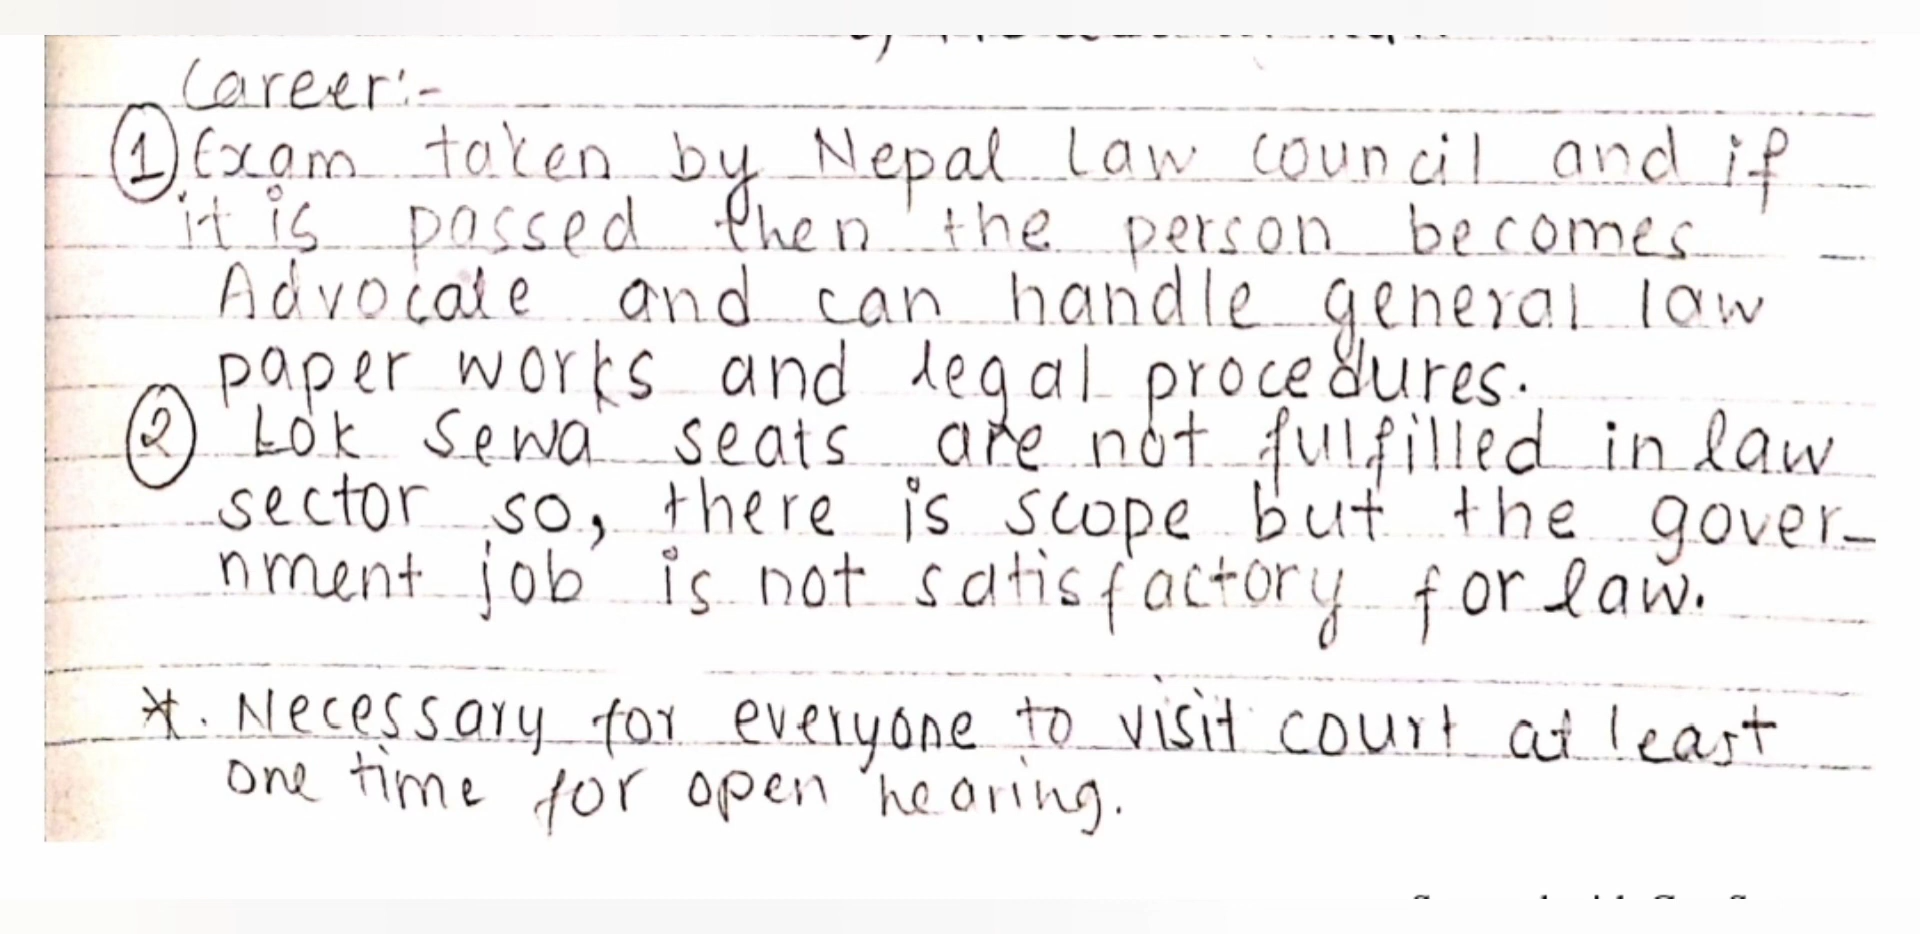 Career:-
① Exam taken by Nepal Law council and if
it is passed then the person becomes
Advocate and can handle general law
paper works and legal procedures.
② Lok Sewa seats are not fulfilled in law
sector so, there is scope but the gover-
nment job is not satisfactory for law.
*. Necessary for everyone to visit court at least
one time for open hearing.